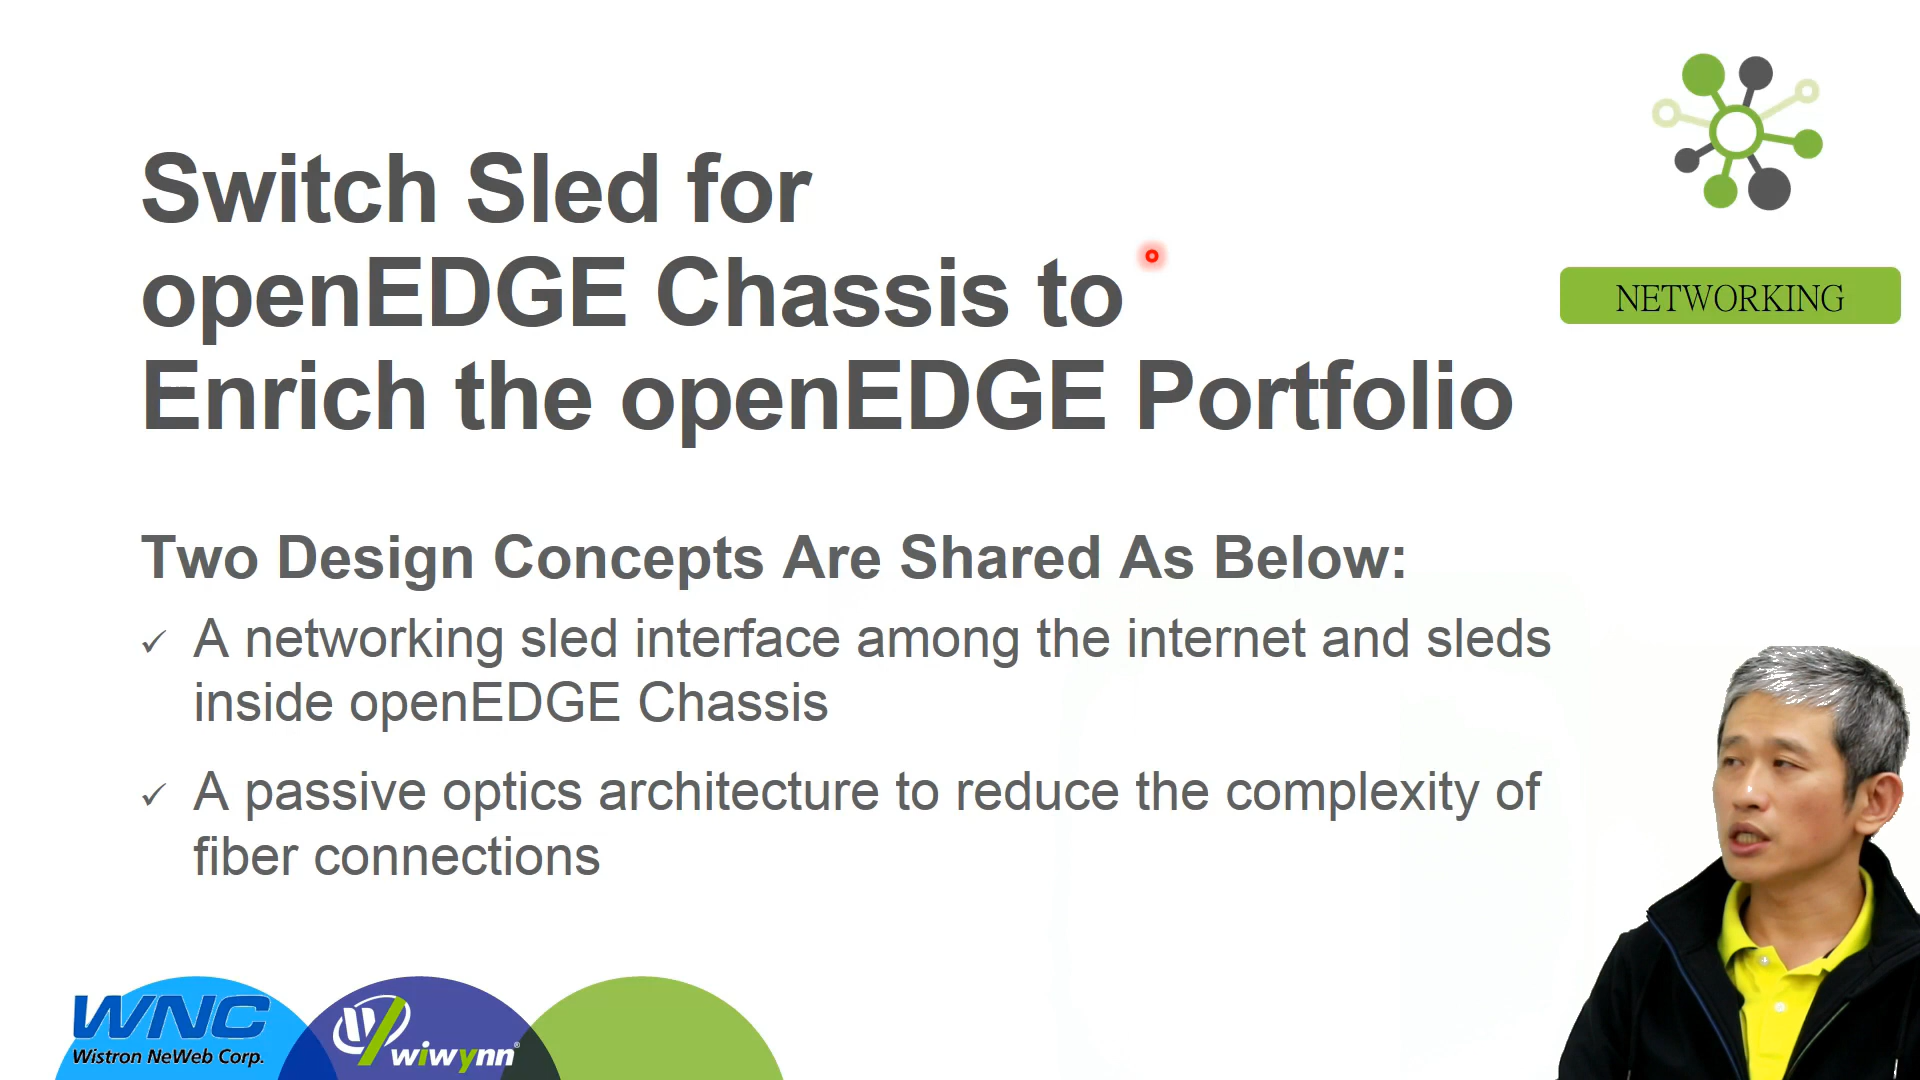 Switch Sled for
openEDGE Chassis to
Enrich the openEDGE Portfolio
NETWORKING
Two Design Concepts Are Shared As Below:
A networking sled interface among the internet and sleds
inside openEDGE Chassis
A passive optics architecture to reduce the complexity of
fiber connections
WNC
Wistron NeWeb Corp.
wiwynn®